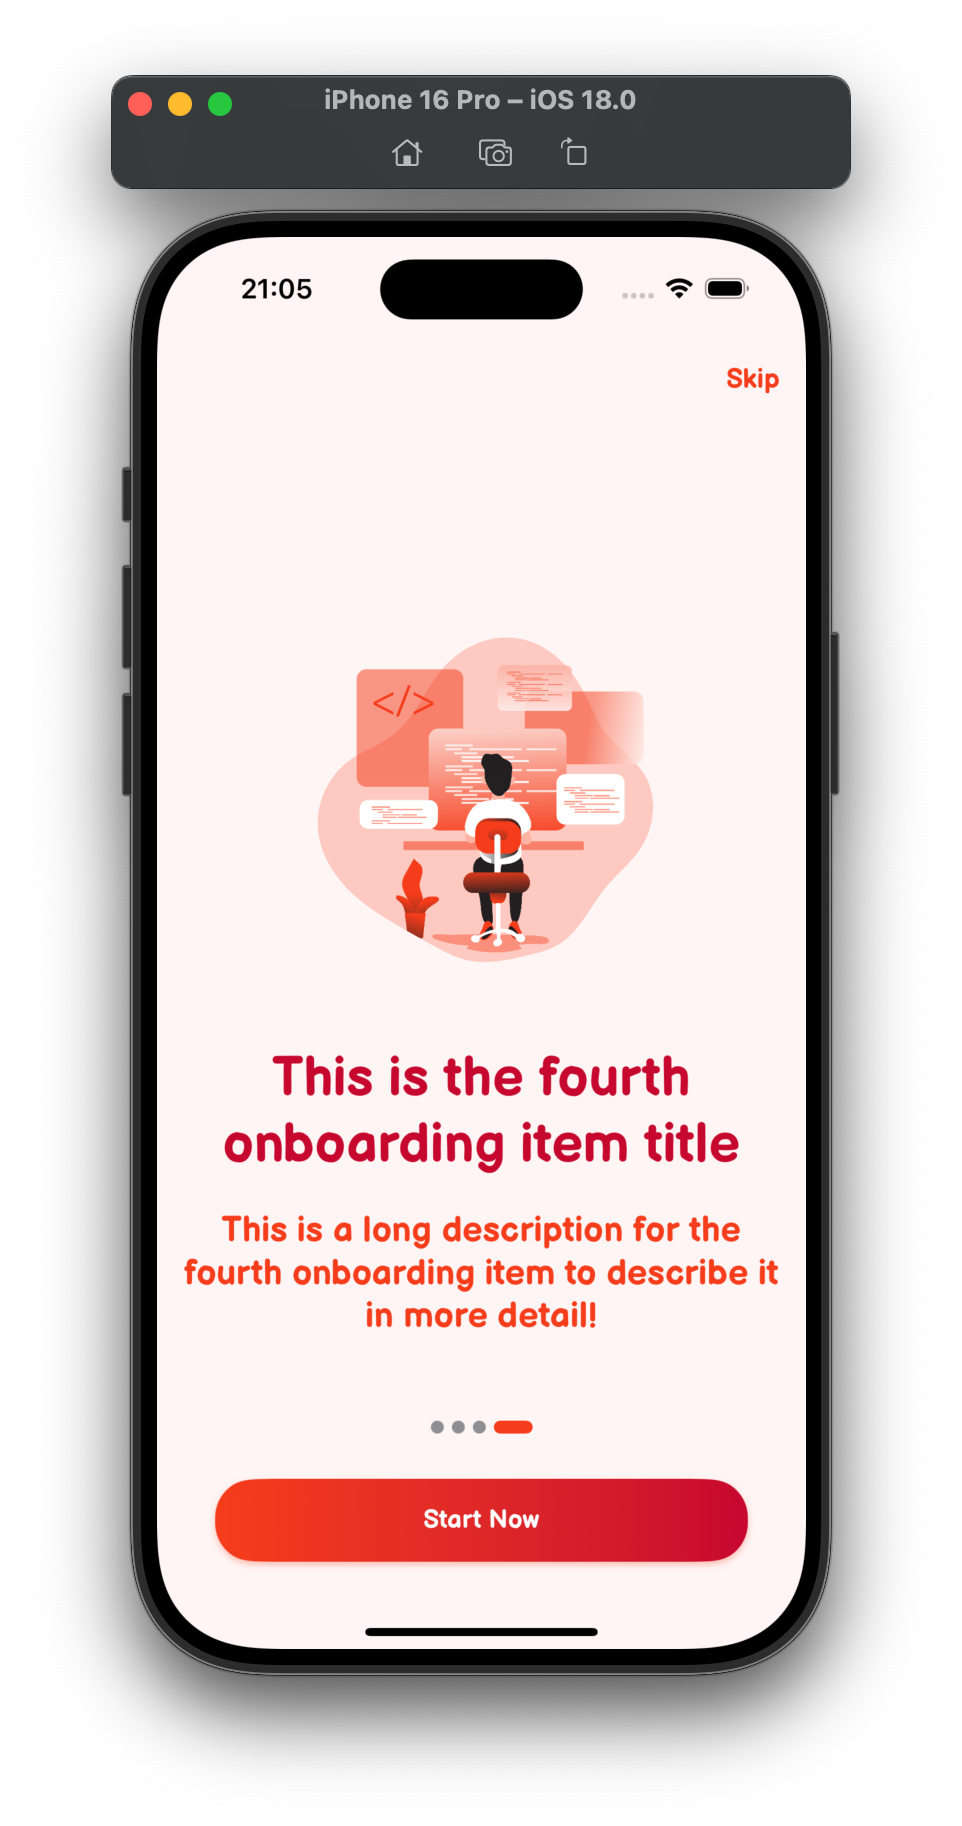 iPhone 16 Pro – iOS 18.0
21:05
Skip
</>
This is the fourth
onboarding item title
This is a long description for the
fourth onboarding item to describe it
in more detail!
Start Now